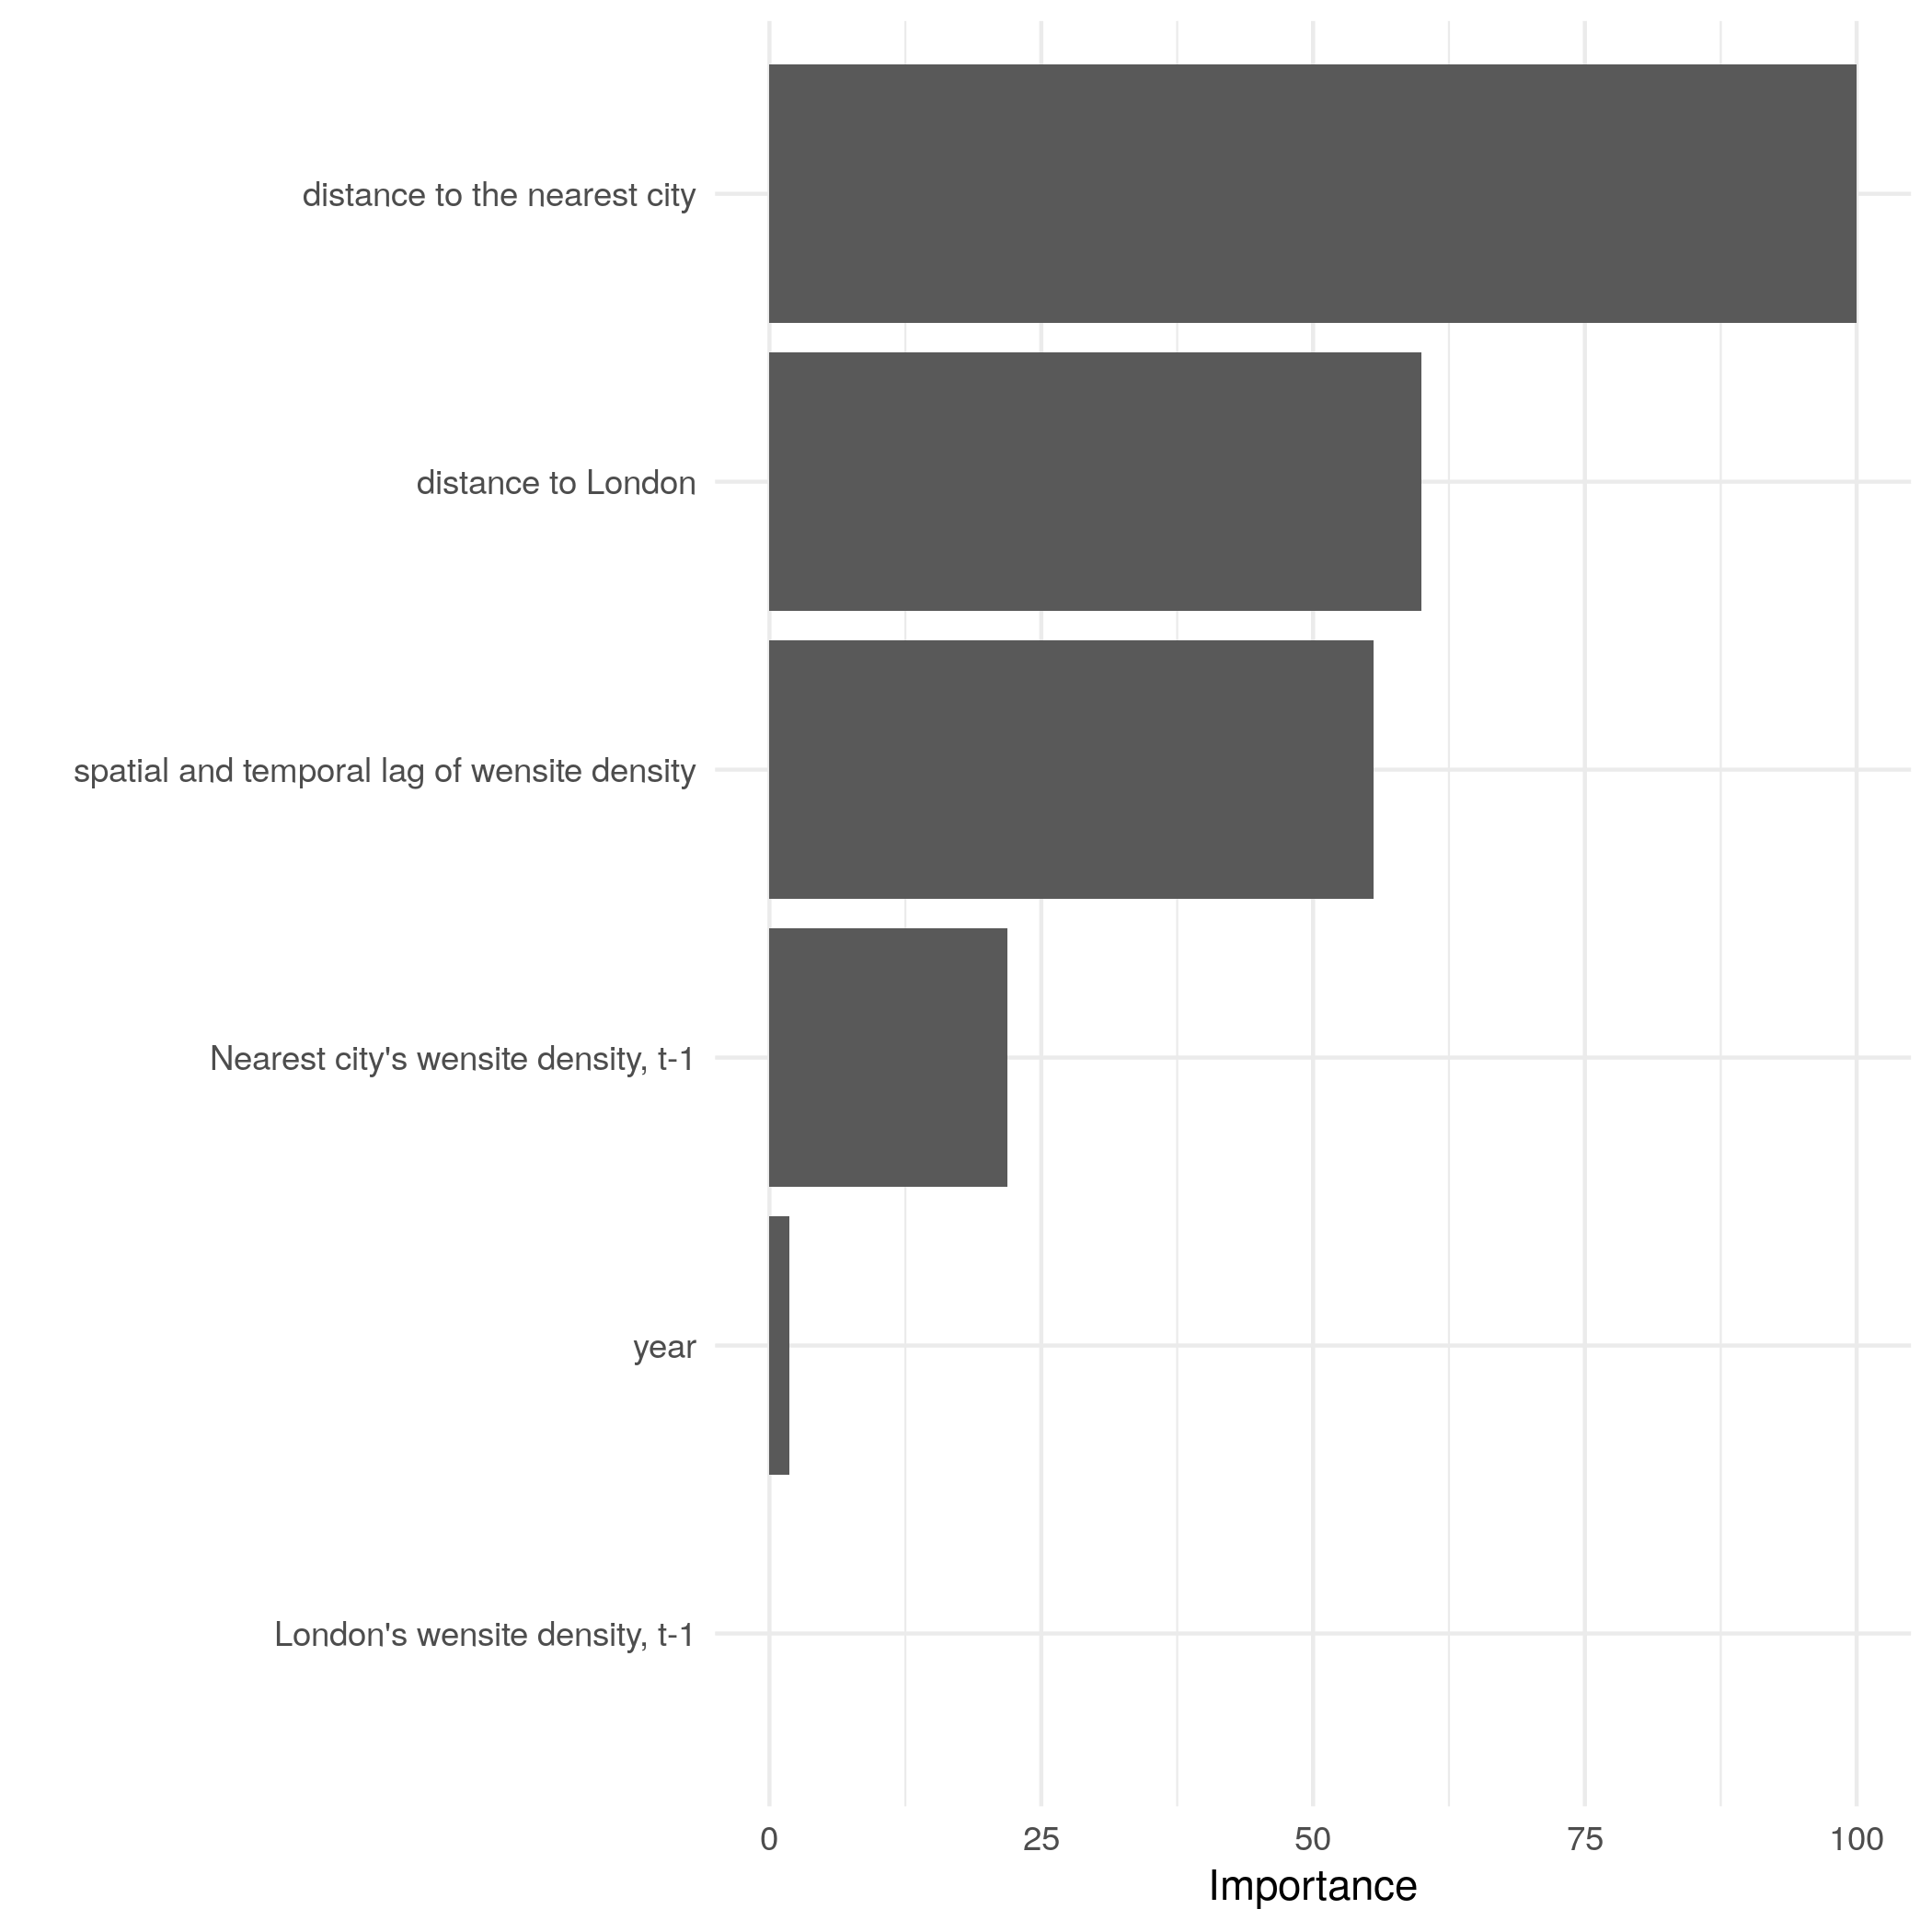 distance to the nearest city
distance to London
spatial and temporal lag of wensite density
Nearest city's wensite density, t-1
year
London's wensite density, t-1
0 25 50 75 100
Importance